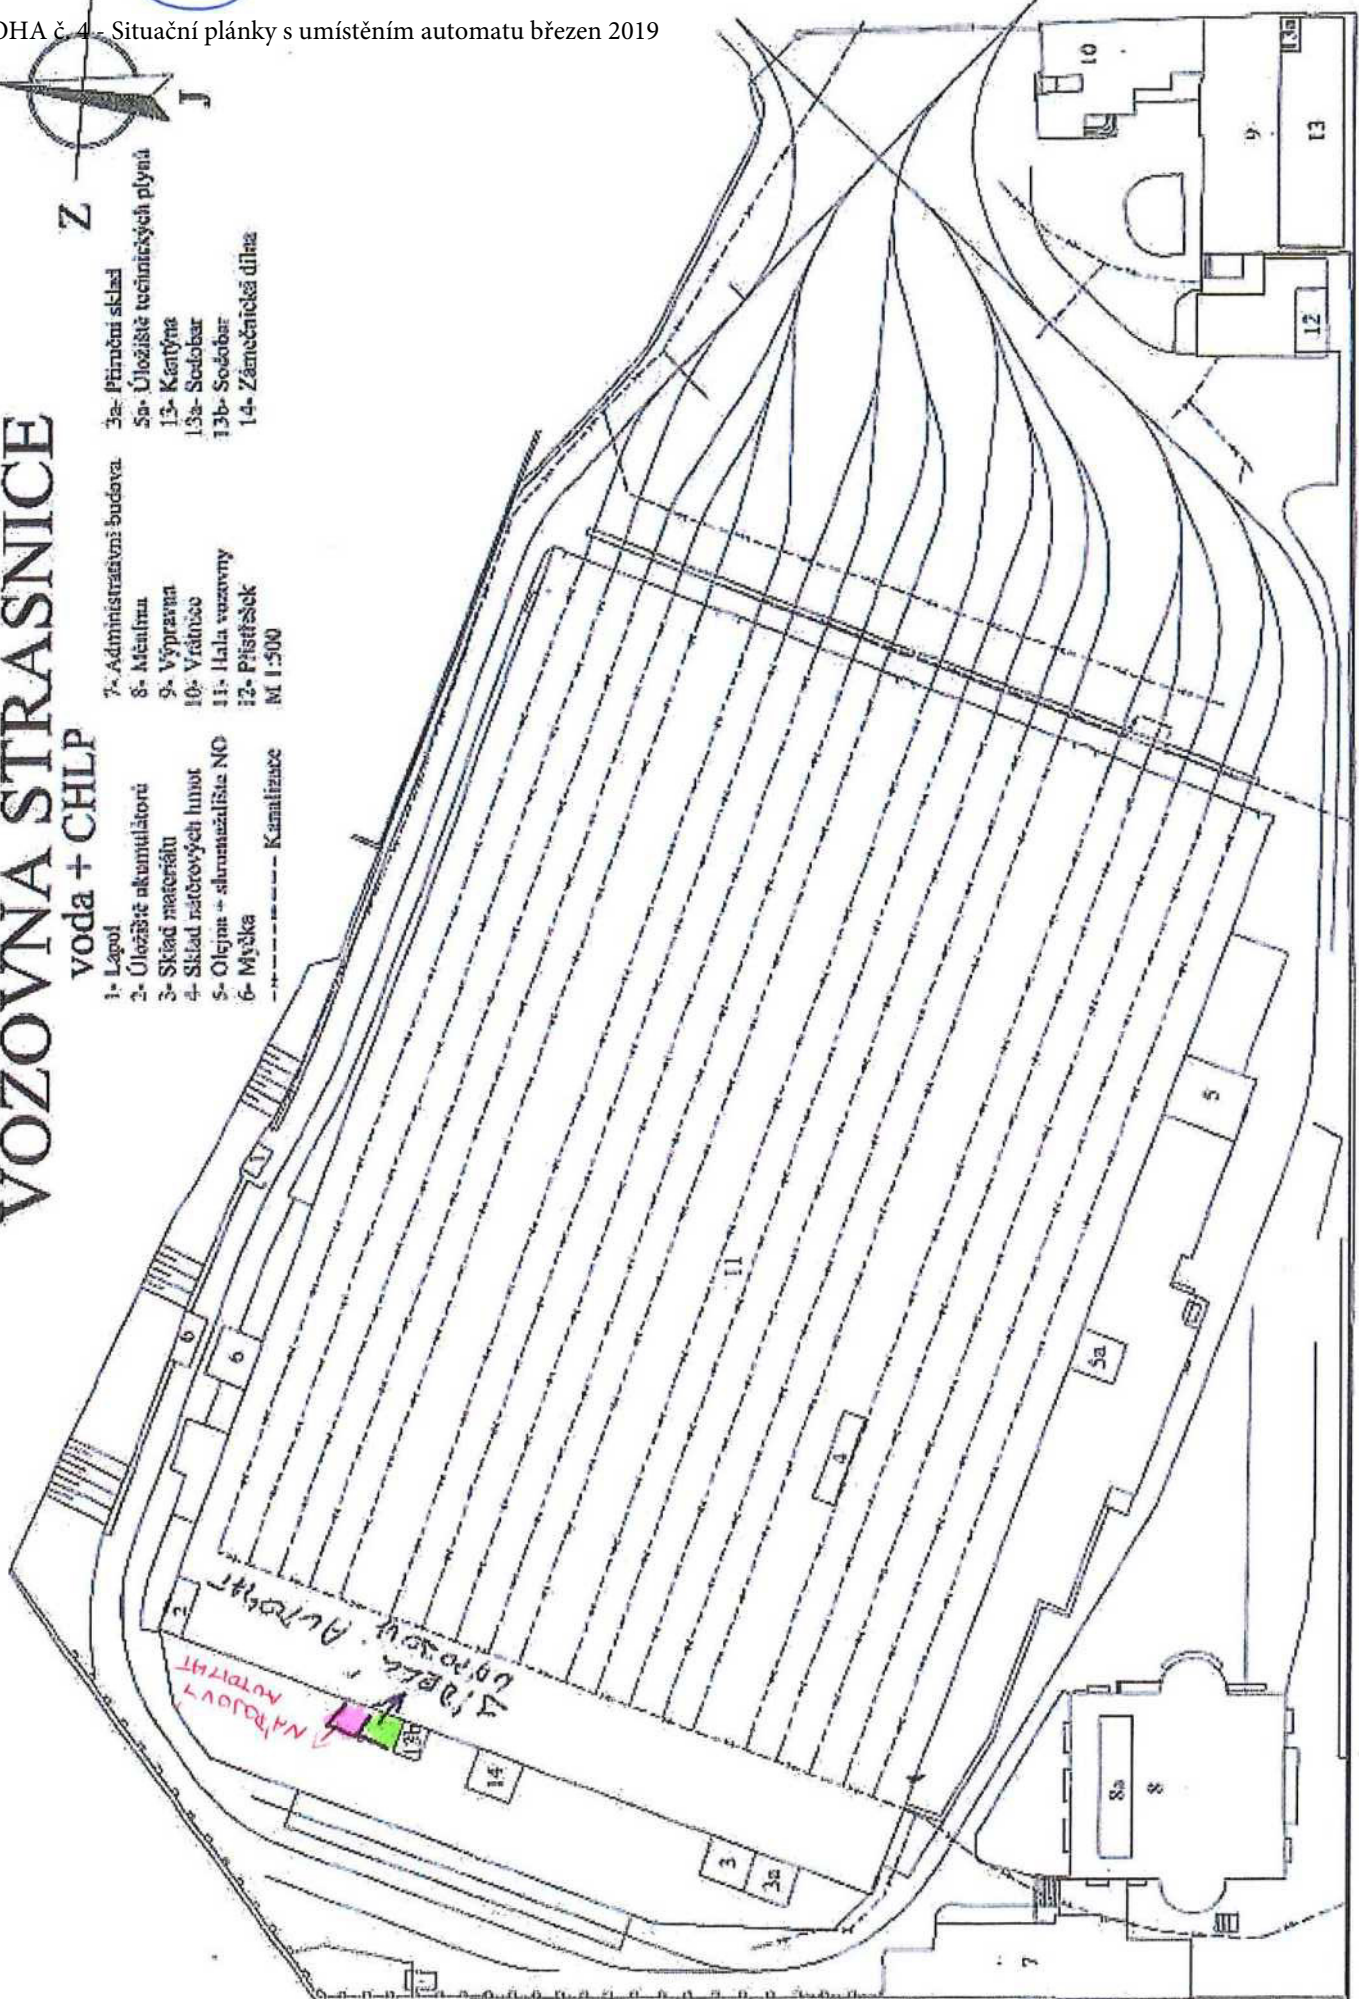 OHA č. 4 - Situační plánky s umístěním automatu březen 2019
J
Z
VOZOVNA STRAŠNICE
voda + CHLP
1- Lapol
2- Úložiště akumulátorů
3- Sklad materiálu
4- Sklad nátěrových hmot
5- Olejna + shromaždiště NO
6- Myčka
Kanalizace
7- Administrativní budova
8- Měnírna
9- Výpravna
10- Vrátnice
11- Hala vozovny
12- Přístřešek
M 1:500
3a- Příruční sklad
5a- Úložiště technických plynů
13- Kantýna
13a- Sodobar
13b- Sodobar
14- Zámečnická dílna
10
13a
9
13
12
1
6
6
5
11
5a
4
2
NÁPOJOVÝ
AUTOMAT
AUTOMAT
13b
14
3
3a
8a
8
7